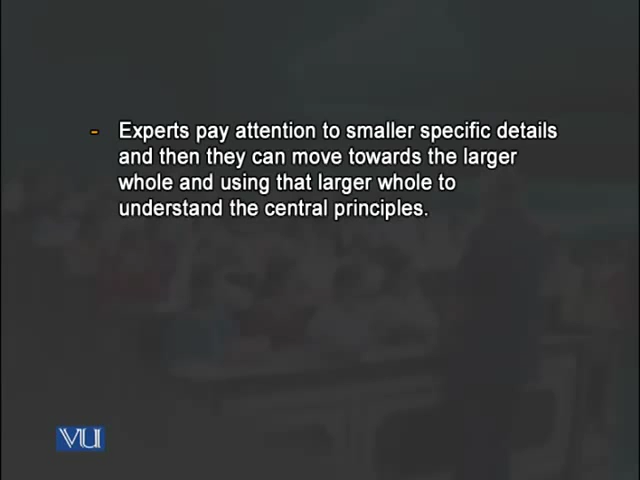 - Experts pay attention to smaller specific details
and then they can move towards the larger
whole and using that larger whole to
understand the central principles.
VU